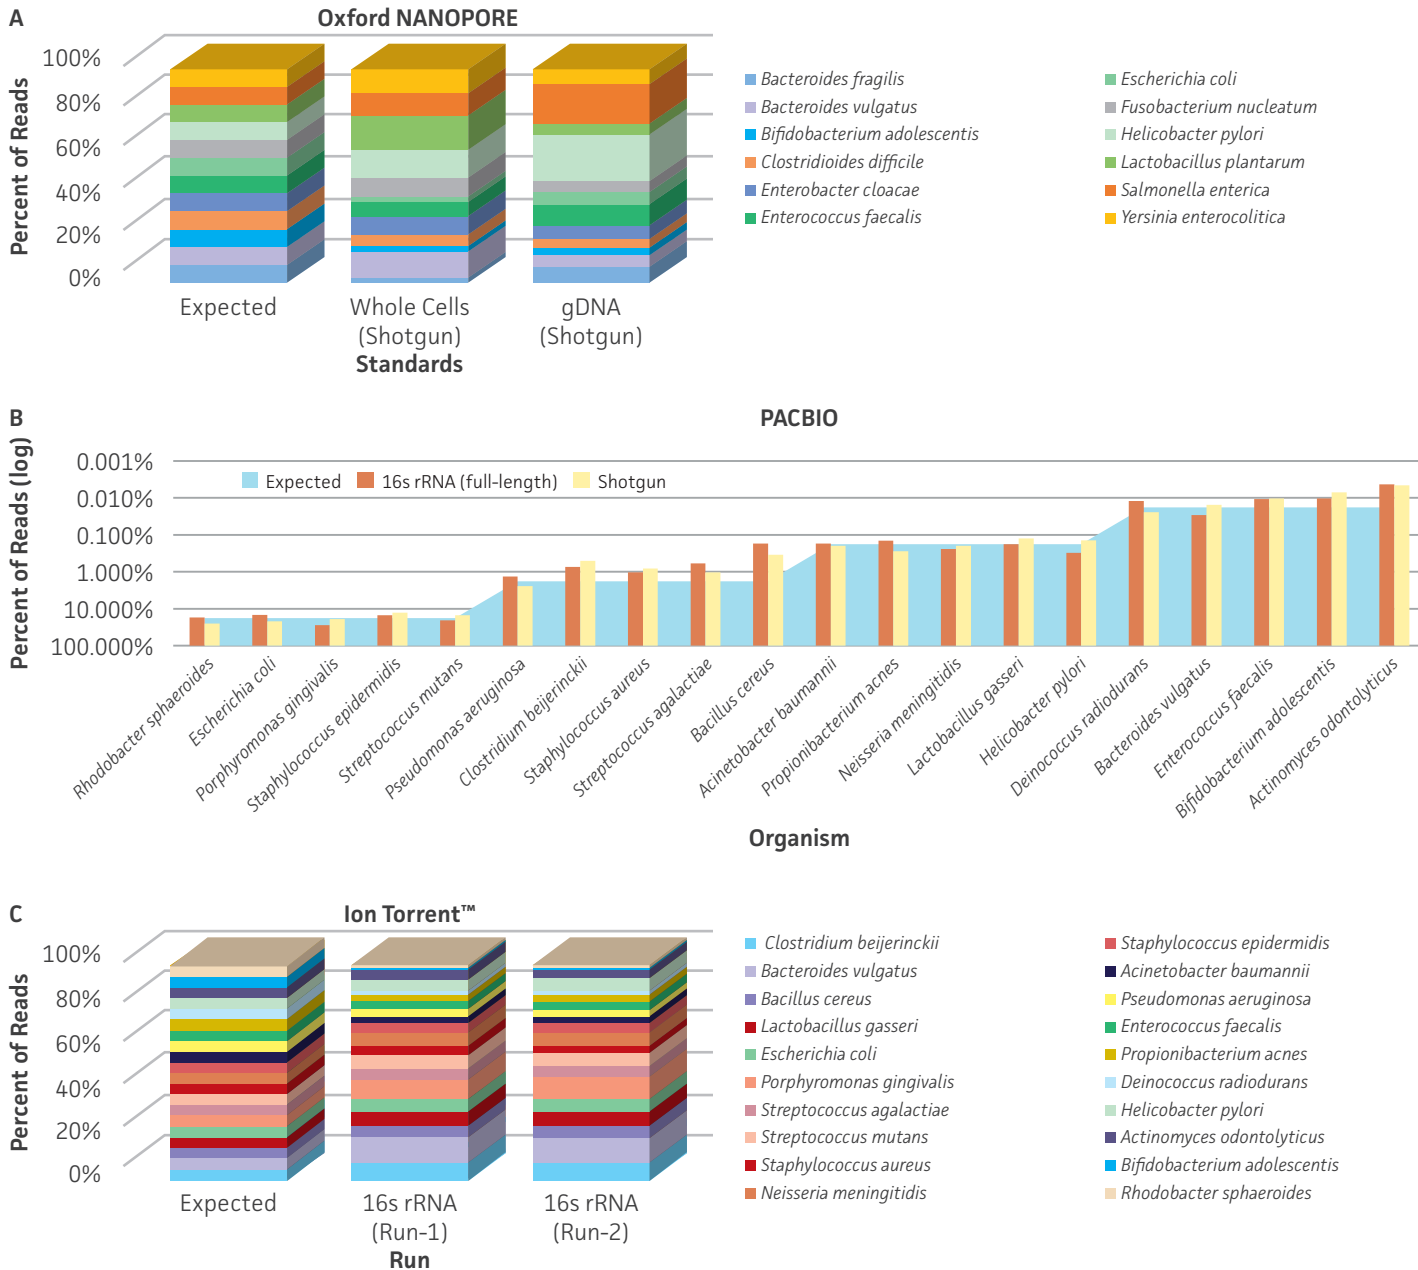 A
Oxford NANOPORE
Percent of Reads
100%
80%
60%
40%
20%
0%
Expected
Whole Cells
(Shotgun)
gDNA
(Shotgun)
Standards
Bacteroides fragilis
Bacteroides vulgatus
Bifidobacterium adolescentis
Clostridioides difficile
Enterobacter cloacae
Enterococcus faecalis
Escherichia coli
Fusobacterium nucleatum
Helicobacter pylori
Lactobacillus plantarum
Salmonella enterica
Yersinia enterocolitica
B
PACBIO
Percent of Reads (log)
0.001%
0.010%
0.100%
1.000%
10.000%
100.000%
Expected
16s rRNA (full-length)
Shotgun
Rhodobacter sphaeroides
Escherichia coli
Porphyromonas gingivalis
Staphylococcus epidermidis
Streptococcus mutans
Pseudomonas aeruginosa
Clostridium beijerinckii
Staphylococcus aureus
Streptococcus agalactiae
Bacillus cereus
Acinetobacter baumannii
Propionibacterium acnes
Neisseria meningitidis
Lactobacillus gasseri
Helicobacter pylori
Deinococcus radiodurans
Bacteroides vulgatus
Enterococcus faecalis
Bifidobacterium adolescentis
Actinomyces odontolyticus
Organism
C
Ion Torrent™
Percent of Reads
100%
80%
60%
40%
20%
0%
Expected
16s rRNA
(Run-1)
16s rRNA
(Run-2)
Run
Clostridium beijerinckii
Bacteroides vulgatus
Bacillus cereus
Lactobacillus gasseri
Escherichia coli
Porphyromonas gingivalis
Streptococcus agalactiae
Streptococcus mutans
Staphylococcus aureus
Neisseria meningitidis
Staphylococcus epidermidis
Acinetobacter baumannii
Pseudomonas aeruginosa
Enterococcus faecalis
Propionibacterium acnes
Deinococcus radiodurans
Helicobacter pylori
Actinomyces odontolyticus
Bifidobacterium adolescentis
Rhodobacter sphaeroides